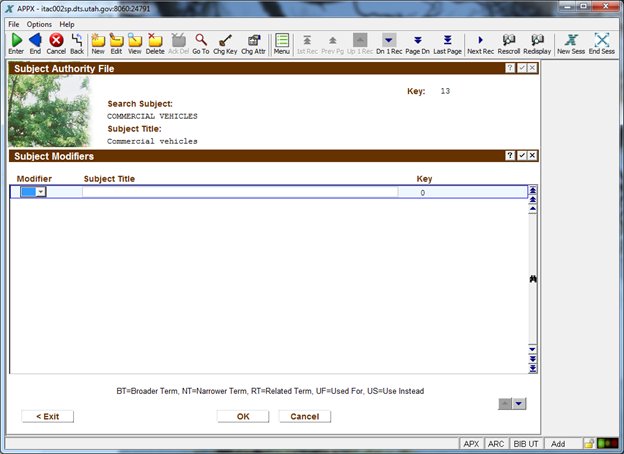 APPX - itac002sp.dts.utah.gov:8060:24791
File Options Help
Enter End Cancel Back New Edit View Delete Ack Del Go To Chg Key Chg Attr Menu 1st Rec Prev Pg Up 1 Rec Dn 1 Rec Page Dn Last Page Next Rec Rescroll Redisplay New Sess End Sess
Subject Authority File ?
Key: 13
Search Subject:
COMMERCIAL VEHICLES
Subject Title:
Commercial vehicles
Subject Modifiers ?
Modifier Subject Title Key
0
BT=Broader Term, NT=Narrower Term, RT=Related Term, UF=Used For, US=Use Instead
< Exit OK Cancel
APX ARC BIB UT Add